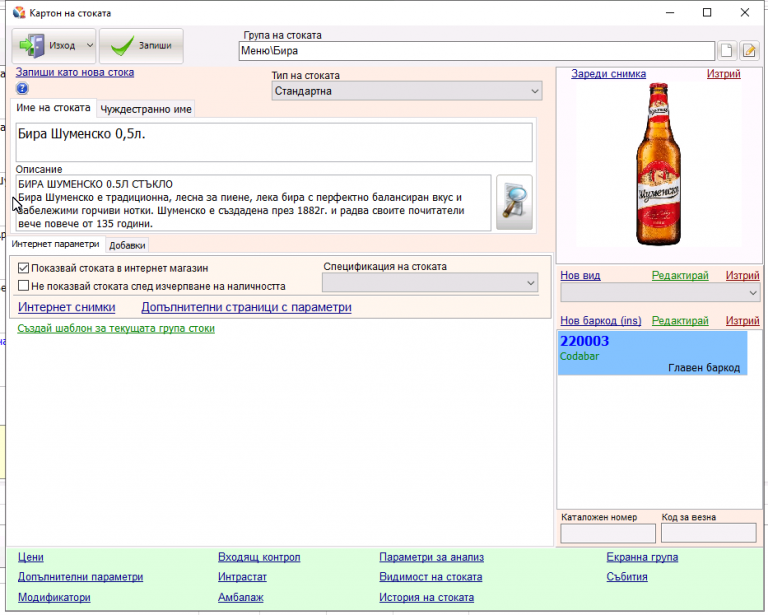 Картон на стоката
Изход
Запиши
Група на стоката
Меню\Бира
Запиши като нова стока
Тип на стоката
Стандартна
Зареди снимка
Изтрий
Име на стоката
Чуждестранно име
Бира Шуменско 0,5л.
Описание
БИРА ШУМЕНСКО 0.5Л СТЪКЛО
Бира Шуменско е традиционна, лесна за пиене, лека бира с перфектно балансиран вкус и
забележими горчиви нотки. Шуменско е създадена през 1882г. и радва своите почитатели
вече повече от 135 години.
Шуменско
Интернет параметри
Добавки
Показвай стоката в интернет магазин
Не показвай стоката след изчерпване на наличността
Спецификация на стоката
Интернет снимки
Допълнителни страници с параметри
Създай шаблон за текущата група стоки
Нов вид
Редактирай
Изтрий
Нов баркод (ins)
Редактирай
Изтрий
220003
Codabar
Главен баркод
Каталожен номер
Код за везна
Цени
Входящ контрол
Параметри за анализ
Екранна група
Допълнителни параметри
Интрастат
Видимост на стоката
Събития
Модификатори
Амбалаж
История на стоката